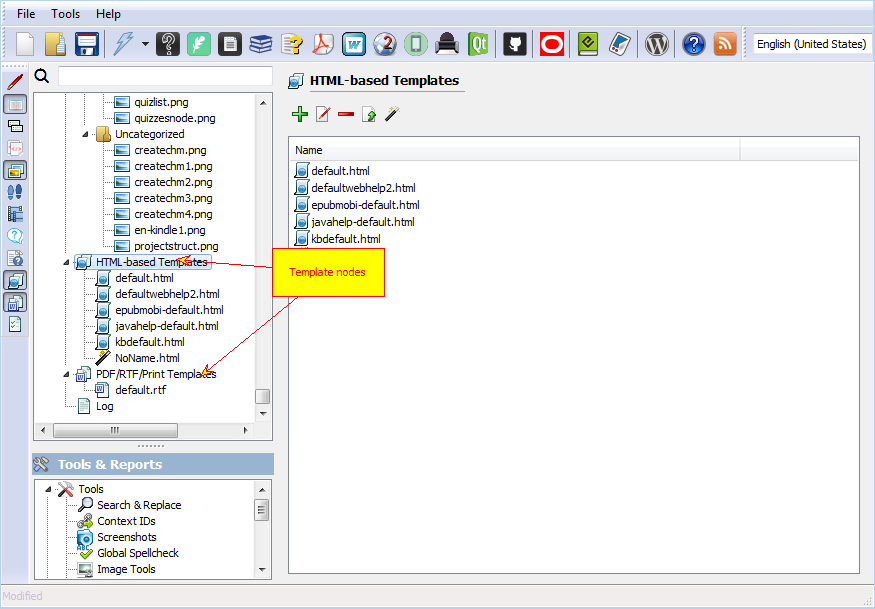 File Tools Help
English (United States)
quizlist.png
quizzesnode.png
Uncategorized
createchm.png
createchm1.png
createchm2.png
createchm3.png
createchm4.png
en-kindle1.png
projectstruct.png
HTML-based Templates
default.html
defaultwebhelp2.html
epubmobi-default.html
javahelp-default.html
kbdefault.html
NoName.html
PDF/RTF/Print Templates
default.rtf
Log
Tools & Reports
Tools
Search & Replace
Context IDs
Screenshots
ABC
Global Spellcheck
Image Tools
HTML-based Templates
Name
default.html
defaultwebhelp2.html
epubmobi-default.html
javahelp-default.html
kbdefault.html
Template nodes
Modified